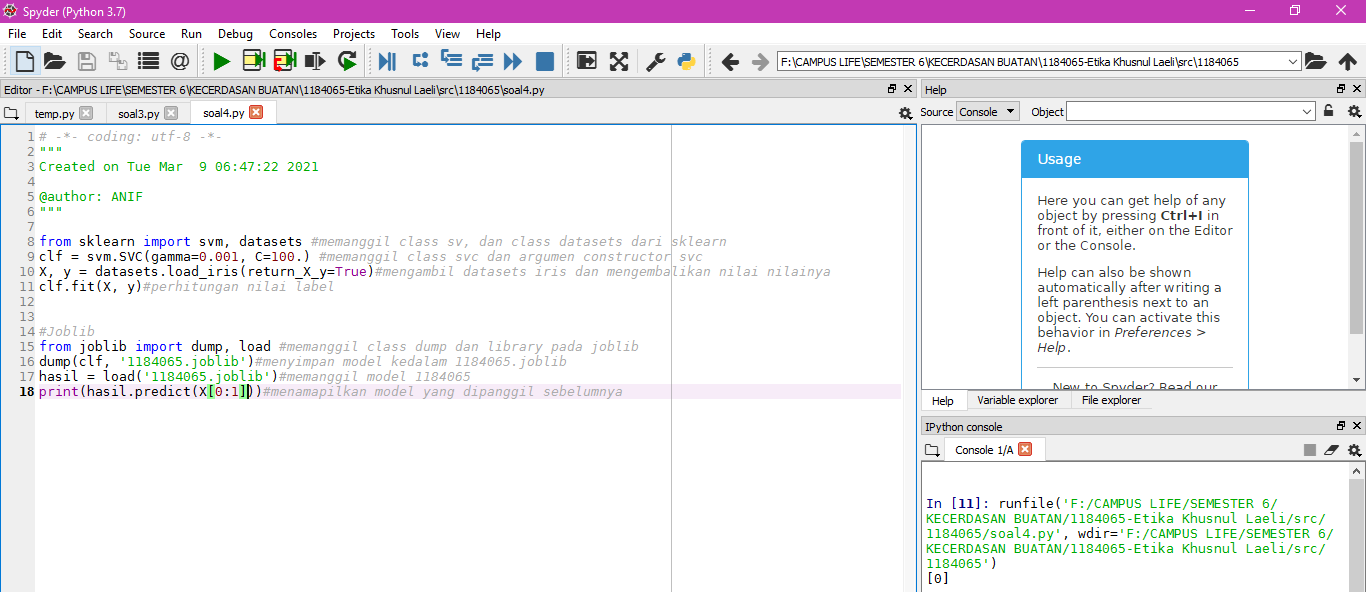 Spyder (Python 3.7)
File Edit Search Source Run Debug Consoles Projects Tools View Help
F:\CAMPUS LIFE\SEMESTER 6\KECERDASAN BUATAN\1184065-Etika Khusnul Laeli\src\1184065
Editor - F:\CAMPUS LIFE\SEMESTER 6\KECERDASAN BUATAN\1184065-Etika Khusnul Laeli\src\1184065\soal4.py
temp.py soal3.py soal4.py
1 # -*- coding: utf-8 -*-
2 """
3 Created on Tue Mar  9 06:47:22 2021
4
5 @author: ANIF
6 """
7
8 from sklearn import svm, datasets #memanggil class sv, dan class datasets dari sklearn
9 clf = svm.SVC(gamma=0.001, C=100.) #memanggil class svc dan argumen constructor svc
10 X, y = datasets.load_iris(return_X_y=True)#mengambil datasets iris dan mengembalikan nilai nilainya
11 clf.fit(X, y)#perhitungan nilai label
12
13
14 #Joblib
15 from joblib import dump, load #memanggil class dump dan library pada joblib
16 dump(clf, '1184065.joblib')#menyimpan model kedalam 1184065.joblib
17 hasil = load('1184065.joblib')#memanggil model 1184065
18 print(hasil.predict(X[0:1]))#menamapilkan model yang dipanggil sebelumnya
Help
Source Console Object
Usage
Here you can get help of any
object by pressing Ctrl+I in
front of it, either on the Editor
or the Console.
Help can also be shown
automatically after writing a
left parenthesis next to an
object. You can activate this
behavior in Preferences >
Help.
New to Spyder? Read our
Help Variable explorer File explorer
IPython console
Console 1/A
In [11]: runfile('F:/CAMPUS LIFE/SEMESTER 6/
KECERDASAN BUATAN/1184065-Etika Khusnul Laeli/src/
1184065/soal4.py', wdir='F:/CAMPUS LIFE/SEMESTER 6/
KECERDASAN BUATAN/1184065-Etika Khusnul Laeli/src/
1184065')
[0]